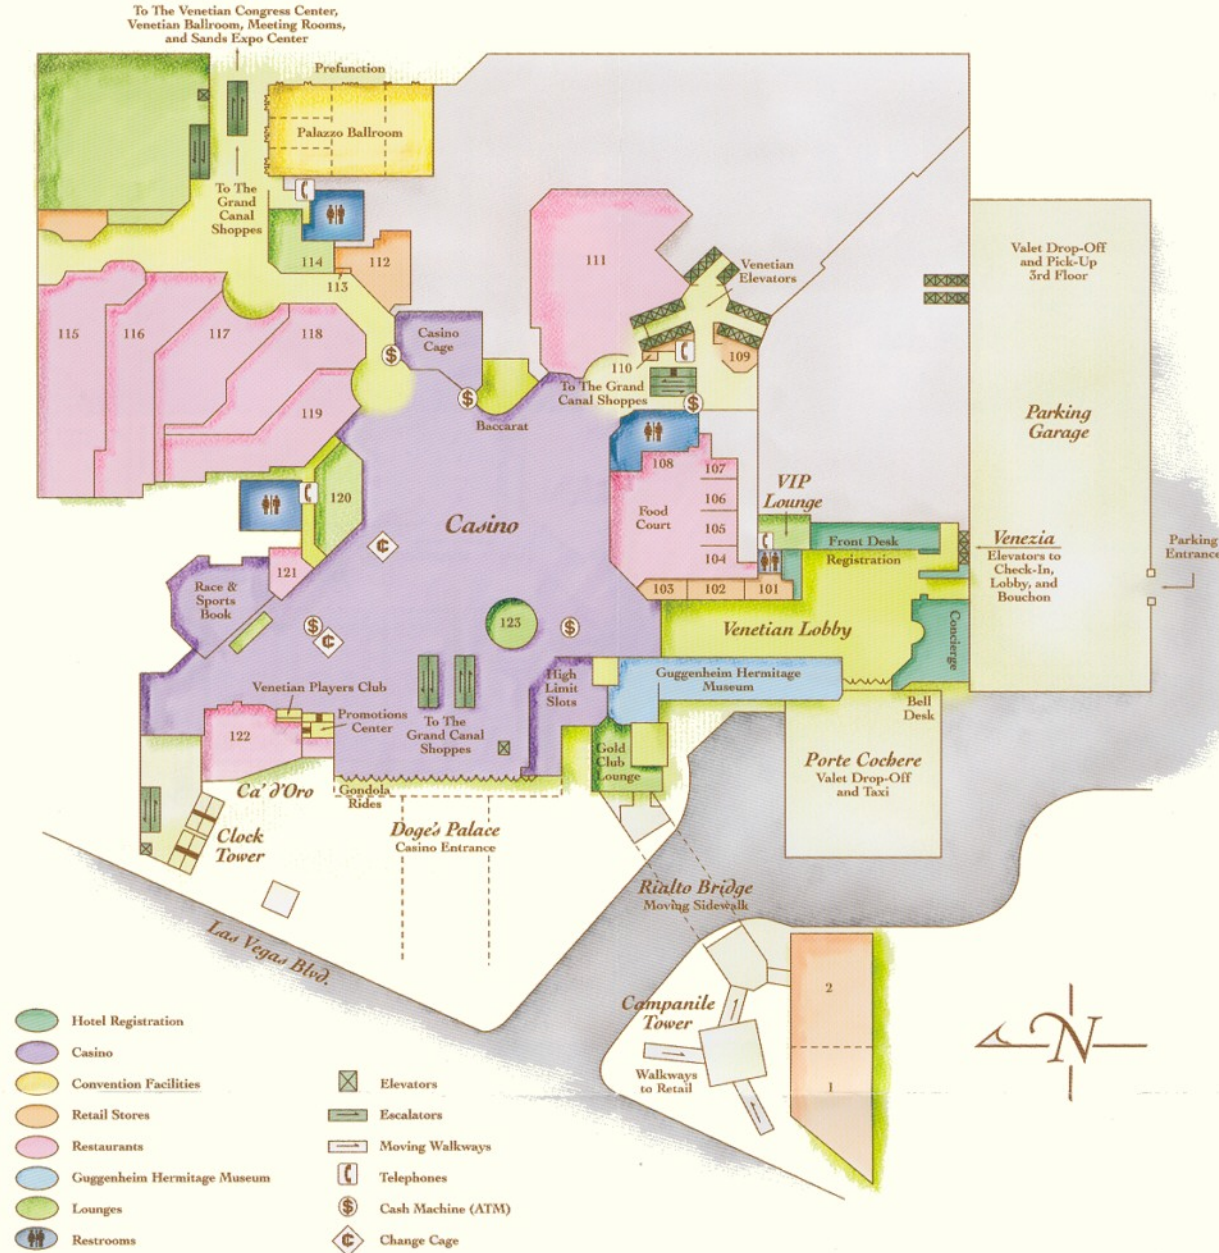 To The Venetian Congress Center,
Venetian Ballroom, Meeting Rooms,
and Sands Expo Center
Prefunction
Palazzo Ballroom
To The
Grand
Canal
Shoppes
114
113
112
111
Venetian
Elevators
Valet Drop-Off
and Pick-Up
3rd Floor
115
116
117
118
119
Casino
Cage
$
$
Baccarat
110
109
To The Grand
Canal Shoppes
$
Parking
Garage
120
Casino
108
107
106
105
104
Food
Court
103
102
101
VIP
Lounge
Front Desk
Registration
Venezia
Elevators to
Check-In,
Lobby, and
Bouchon
Parking
Entrance
₵
121
Race &
Sports
Book
$
₵
123
$
Venetian Lobby
Concierge
High
Limit
Slots
Guggenheim Hermitage
Museum
Bell
Desk
Venetian Players Club
Promotions
Center
122
To The
Grand Canal
Shoppes
Gold
Club
Lounge
Porte Cochere
Valet Drop-Off
and Taxi
Ca' d'Oro
Gondola
Rides
Clock
Tower
Doge's Palace
Casino Entrance
Rialto Bridge
Moving Sidewalk
Las Vegas Blvd.
Campanile
Tower
Walkways
to Retail
2
1
N
Hotel Registration
Casino
Convention Facilities
Retail Stores
Restaurants
Guggenheim Hermitage Museum
Lounges
Restrooms
Elevators
Escalators
Moving Walkways
Telephones
$ Cash Machine (ATM)
₵ Change Cage